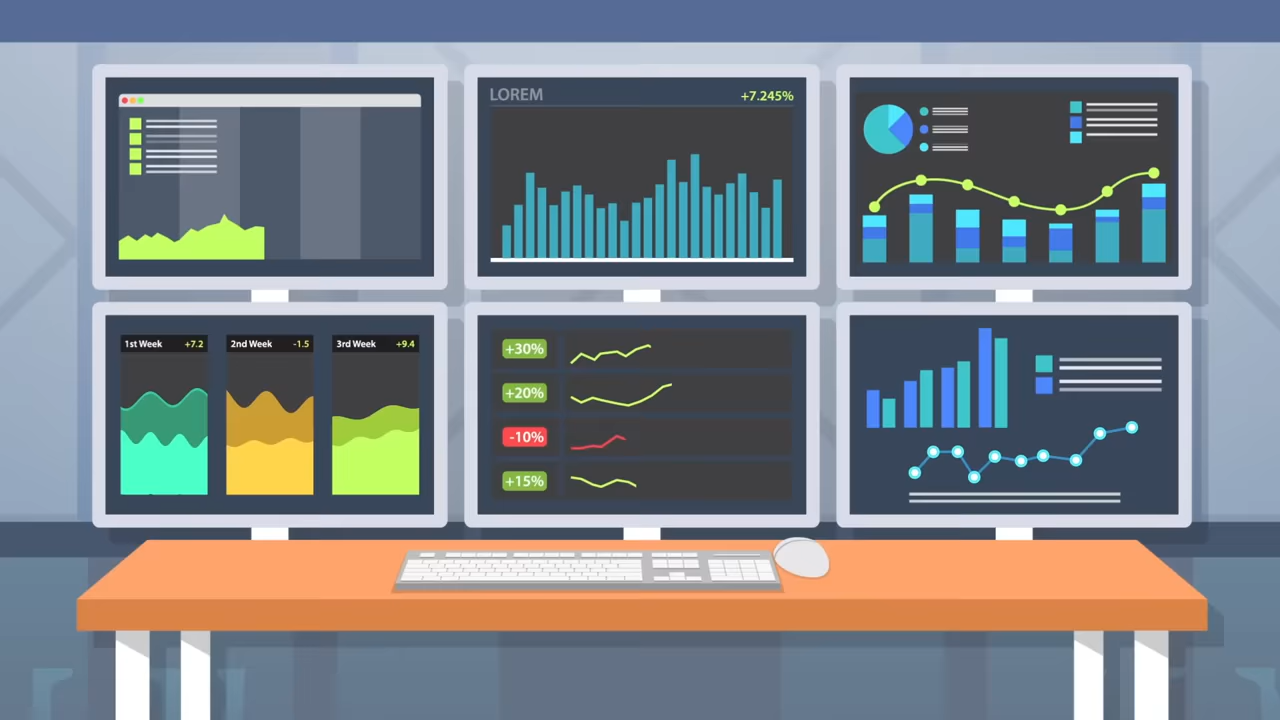 LOREM +7.245%
1st Week +7.2 2nd Week -1.5 3rd Week +9.4
+30%
+20%
-10%
+15%